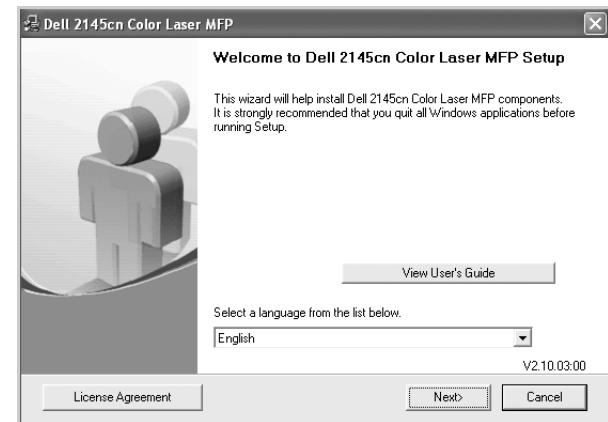 Dell 2145cn Color Laser MFP
Welcome to Dell 2145cn Color Laser MFP Setup
This wizard will help install Dell 2145cn Color Laser MFP components.
It is strongly recommended that you quit all Windows applications before
running Setup.
View User's Guide
Select a language from the list below.
English
V2.10.03:00
License Agreement
Next>
Cancel